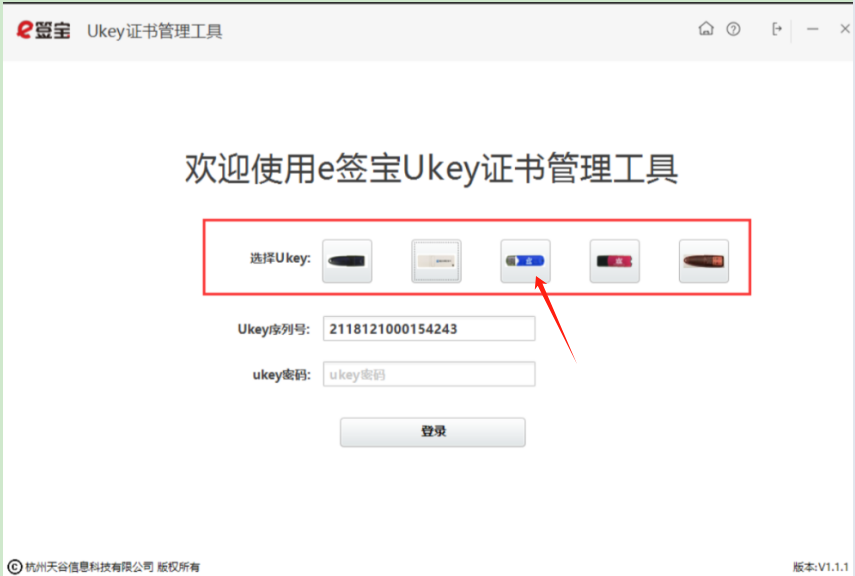 e签宝 Ukey证书管理工具
欢迎使用e签宝Ukey证书管理工具
选择Ukey:
Ukey序列号: 2118121000154243
ukey密码: ukey密码
登录
C 杭州天谷信息科技有限公司 版权所有 版本:V1.1.1